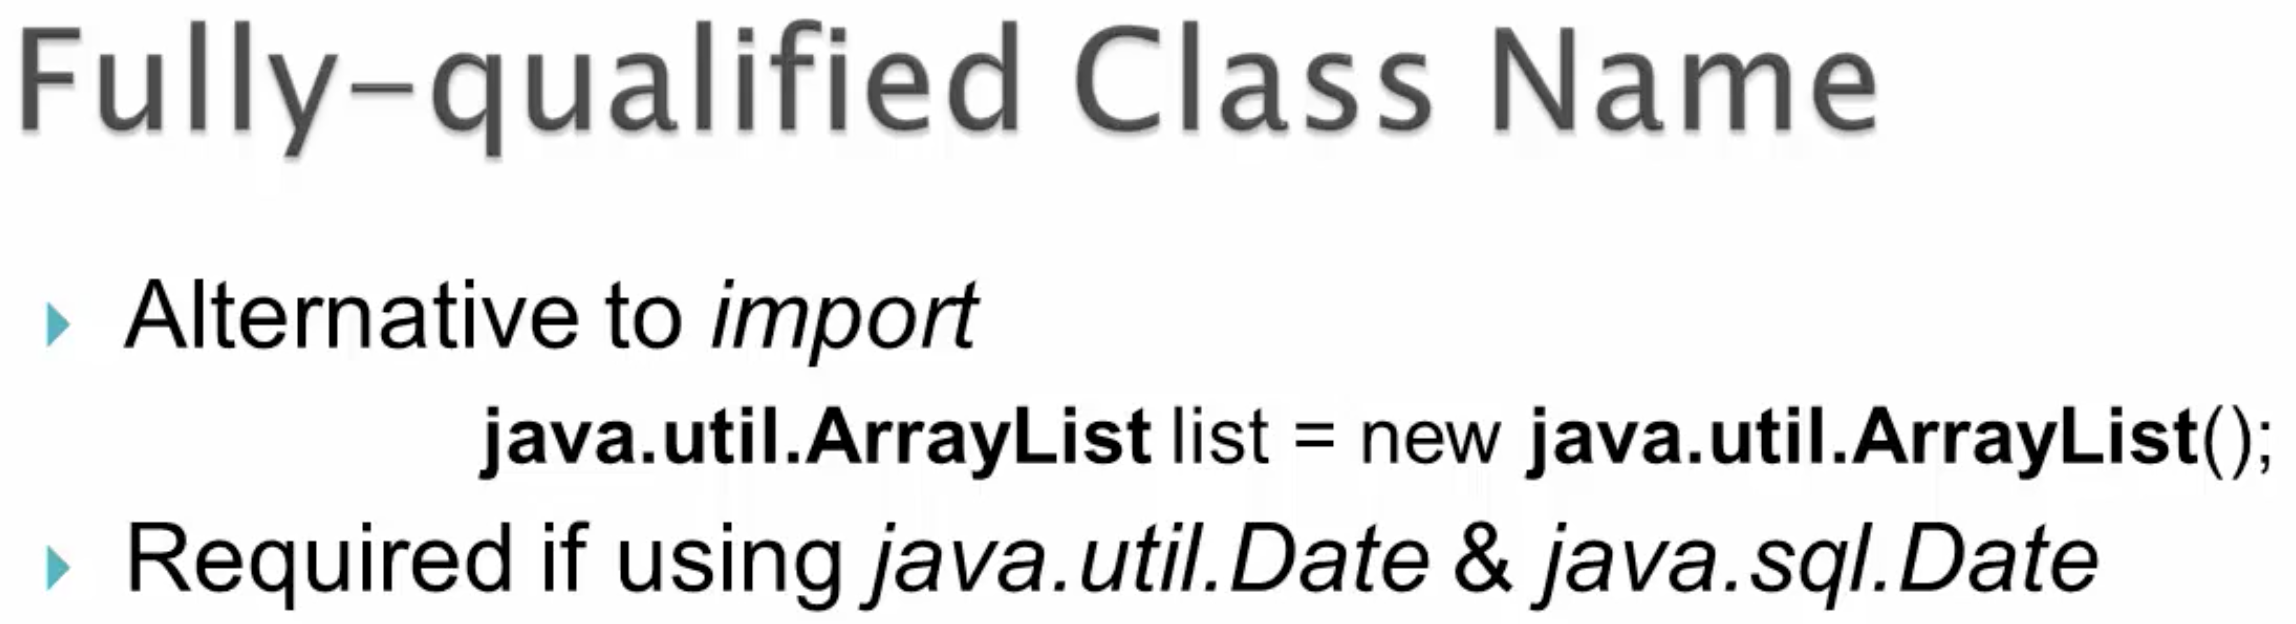 Fully-qualified Class Name
Alternative to import
java.util.ArrayList list = new java.util.ArrayList();
Required if using java.util.Date & java.sql.Date